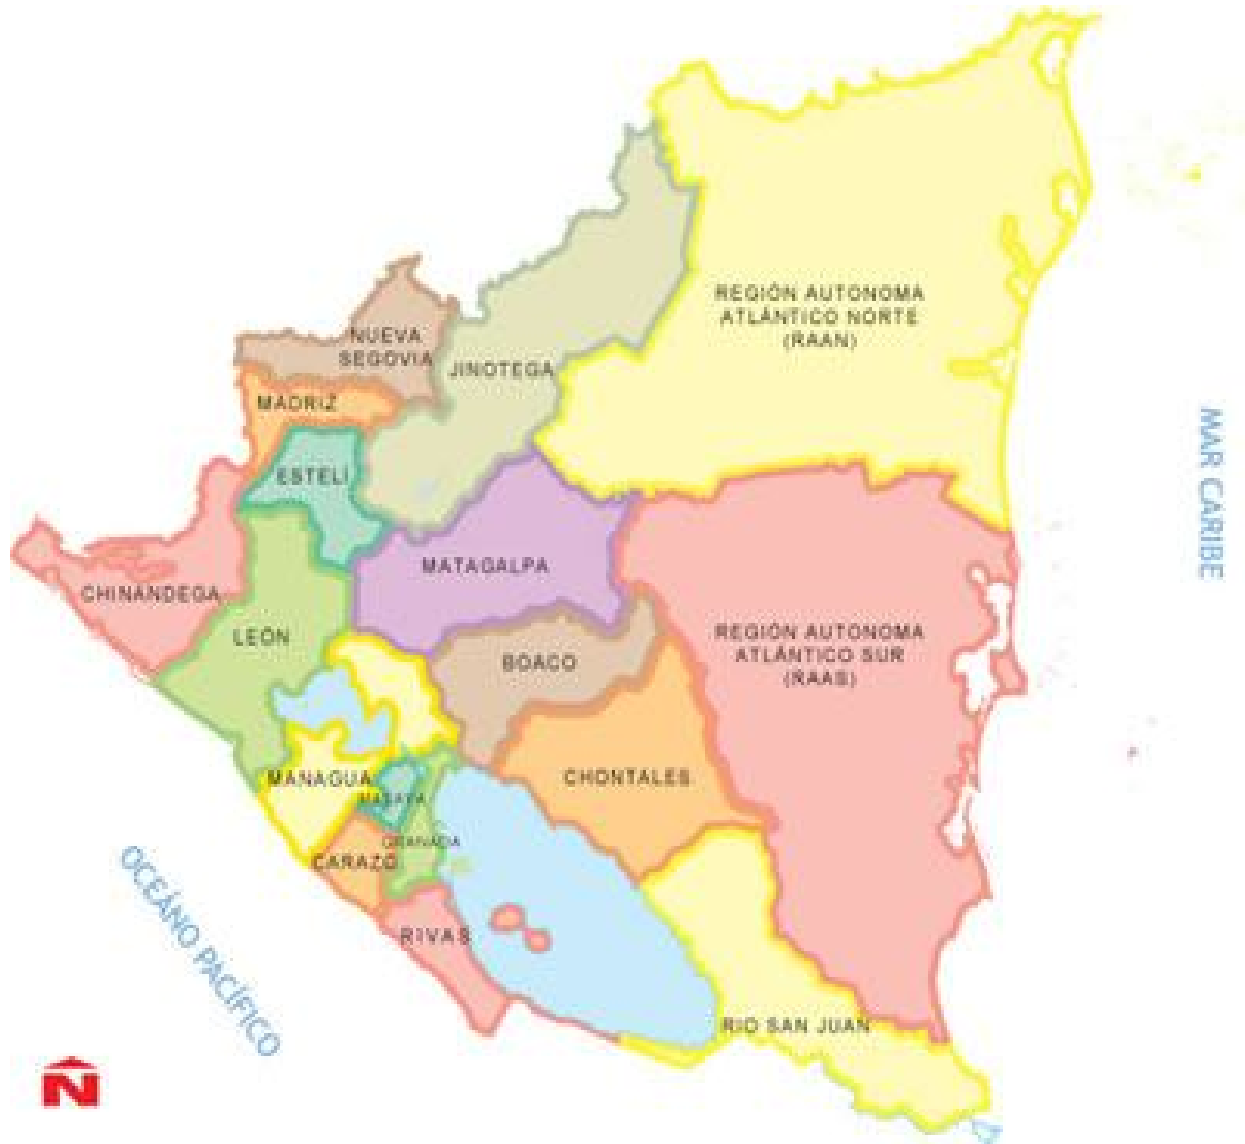 REGIÓN AUTONOMA
ATLÁNTICO NORTE
(RAAN)
NUEVA
SEGOVIA
JINOTEGA
MADRIZ
MAR CARIBE
ESTELÍ
MATAGALPA
CHINANDEGA
LEÓN
REGIÓN AUTONOMA
ATLÁNTICO SUR
(RAAS)
BOACO
MANAGUA
CHONTALES
MASAYA
GRANADA
CARAZO
OCEÁNO PACÍFICO
RIVAS
RIO SAN JUAN
N